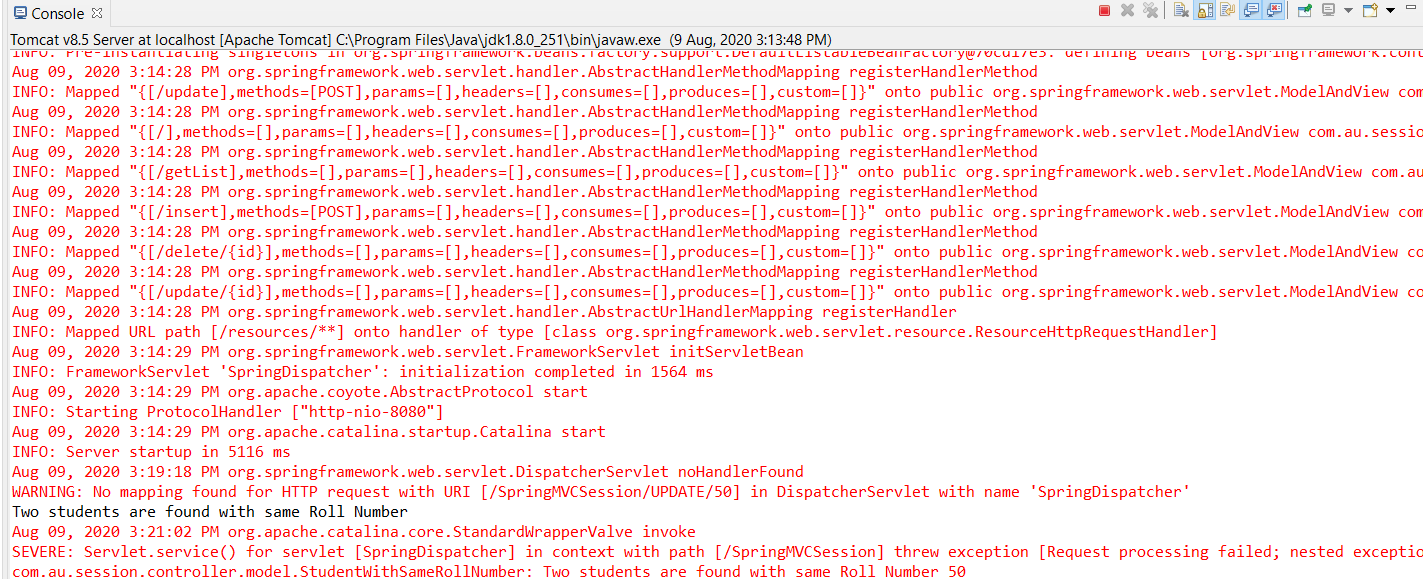 Console
Tomcat v8.5 Server at localhost [Apache Tomcat] C:\Program Files\Java\jdk1.8.0_251\bin\javaw.exe (9 Aug, 2020 3:13:48 PM)
INFO: Pre-instantiating singletons in org.springframework.beans.factory.support.DefaultListableBeanFactory@70cd17e3: defining beans [org.springframework.cont
Aug 09, 2020 3:14:28 PM org.springframework.web.servlet.handler.AbstractHandlerMethodMapping registerHandlerMethod
INFO: Mapped "{[/update],methods=[POST],params=[],headers=[],consumes=[],produces=[],custom=[]}" onto public org.springframework.web.servlet.ModelAndView com
Aug 09, 2020 3:14:28 PM org.springframework.web.servlet.handler.AbstractHandlerMethodMapping registerHandlerMethod
INFO: Mapped "{[/],methods=[],params=[],headers=[],consumes=[],produces=[],custom=[]}" onto public org.springframework.web.servlet.ModelAndView com.au.sessio
Aug 09, 2020 3:14:28 PM org.springframework.web.servlet.handler.AbstractHandlerMethodMapping registerHandlerMethod
INFO: Mapped "{[/getList],methods=[],params=[],headers=[],consumes=[],produces=[],custom=[]}" onto public org.springframework.web.servlet.ModelAndView com.au
Aug 09, 2020 3:14:28 PM org.springframework.web.servlet.handler.AbstractHandlerMethodMapping registerHandlerMethod
INFO: Mapped "{[/insert],methods=[POST],params=[],headers=[],consumes=[],produces=[],custom=[]}" onto public org.springframework.web.servlet.ModelAndView com
Aug 09, 2020 3:14:28 PM org.springframework.web.servlet.handler.AbstractHandlerMethodMapping registerHandlerMethod
INFO: Mapped "{[/delete/{id}],methods=[],params=[],headers=[],consumes=[],produces=[],custom=[]}" onto public org.springframework.web.servlet.ModelAndView co
Aug 09, 2020 3:14:28 PM org.springframework.web.servlet.handler.AbstractHandlerMethodMapping registerHandlerMethod
INFO: Mapped "{[/update/{id}],methods=[],params=[],headers=[],consumes=[],produces=[],custom=[]}" onto public org.springframework.web.servlet.ModelAndView co
Aug 09, 2020 3:14:28 PM org.springframework.web.servlet.handler.AbstractUrlHandlerMapping registerHandler
INFO: Mapped URL path [/resources/**] onto handler of type [class org.springframework.web.servlet.resource.ResourceHttpRequestHandler]
Aug 09, 2020 3:14:29 PM org.springframework.web.servlet.FrameworkServlet initServletBean
INFO: FrameworkServlet 'SpringDispatcher': initialization completed in 1564 ms
Aug 09, 2020 3:14:29 PM org.apache.coyote.AbstractProtocol start
INFO: Starting ProtocolHandler ["http-nio-8080"]
Aug 09, 2020 3:14:29 PM org.apache.catalina.startup.Catalina start
INFO: Server startup in 5116 ms
Aug 09, 2020 3:19:18 PM org.springframework.web.servlet.DispatcherServlet noHandlerFound
WARNING: No mapping found for HTTP request with URI [/SpringMVCSession/UPDATE/50] in DispatcherServlet with name 'SpringDispatcher'
Two students are found with same Roll Number
Aug 09, 2020 3:21:02 PM org.apache.catalina.core.StandardWrapperValve invoke
SEVERE: Servlet.service() for servlet [SpringDispatcher] in context with path [/SpringMVCSession] threw exception [Request processing failed; nested exceptio
com.au.session.controller.model.StudentWithSameRollNumber: Two students are found with same Roll Number 50